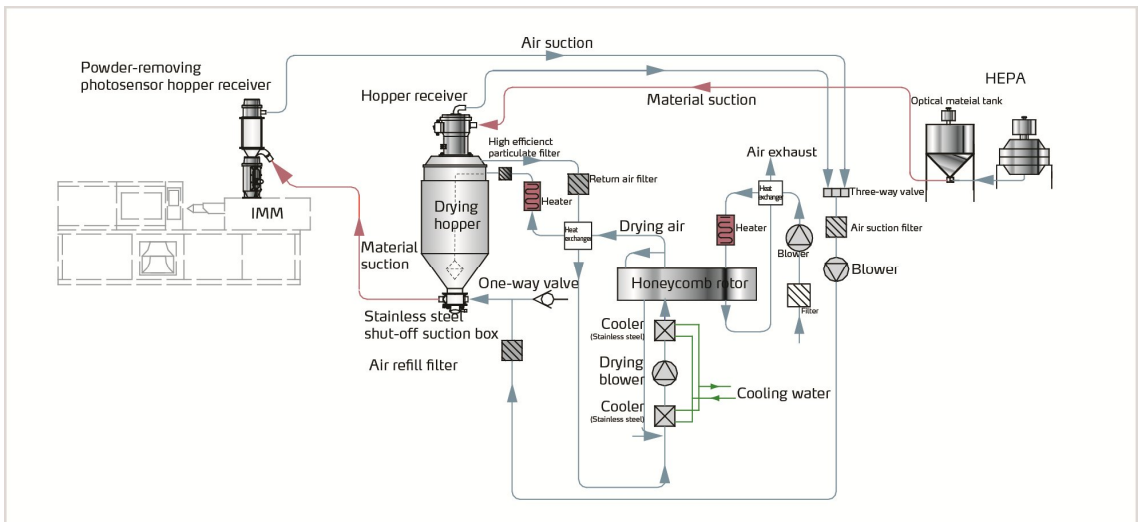 Air suction
Powder-removing
photosensor hopper receiver
Hopper receiver
Material suction
HEPA
Optical mateial tank
High efficienct
particulate filter
Air exhaust
Return air filter
Heat
exchanger
Three-way valve
Drying
hopper
Heater
IMM
Drying air
Heater
Air suction filter
Heat
exchanger
Blower
Material
suction
Blower
One-way valve
Honeycomb rotor
Filter
Stainless steel
shut-off suction box
Cooler
(Stainless steel)
Air refill filter
Drying
blower
Cooling water
Cooler
(Stainless steel)